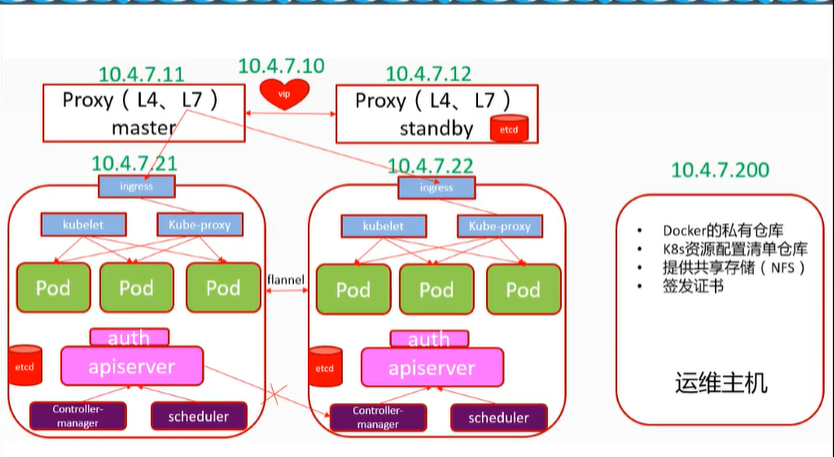 10.4.7.11
10.4.7.10
10.4.7.12
Proxy（L4、L7）
master
vip
Proxy（L4、L7）
standby
etcd
10.4.7.21
10.4.7.22
10.4.7.200
ingress
ingress
kubelet
Kube-proxy
kubelet
Kube-proxy
Docker的私有仓库
K8s资源配置清单仓库
提供共享存储（NFS）
签发证书
Pod
Pod
Pod
flannel
Pod
Pod
Pod
auth
auth
etcd
apiserver
etcd
apiserver
运维主机
Controller-
manager
scheduler
Controller-
manager
scheduler